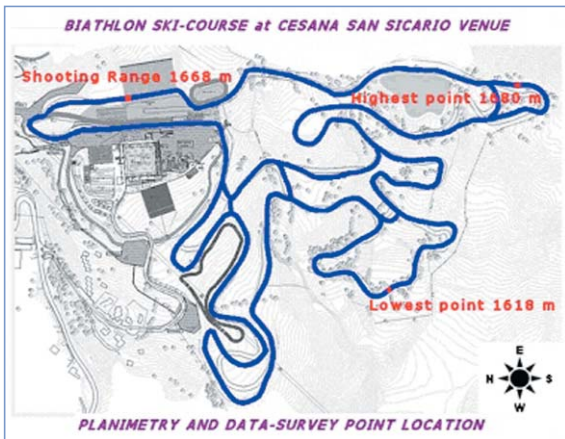 BIATHLON SKI-COURSE at CESANA SAN SICARIO VENUE
Shooting Range 1668 m
Highest point 1680 m
Lowest point 1618 m
E
N S
W
PLANIMETRY AND DATA-SURVEY POINT LOCATION